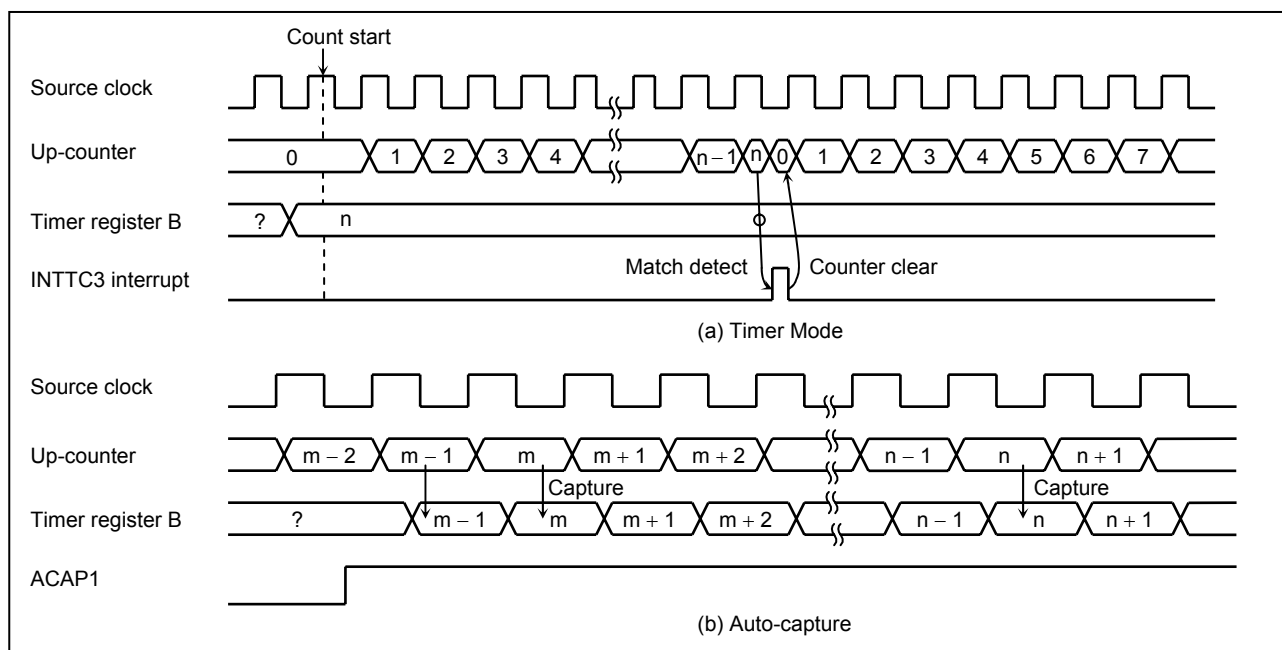 Count start
Source clock
Up-counter 0 1 2 3 4 n – 1 n 0 1 2 3 4 5 6 7
Timer register B ? n
Match detect Counter clear
INTTC3 interrupt
(a) Timer Mode
Source clock
Up-counter m – 2 m – 1 m m + 1 m + 2 n – 1 n n + 1
Capture Capture
Timer register B ? m – 1 m m + 1 m + 2 n – 1 n n + 1
ACAP1
(b) Auto-capture